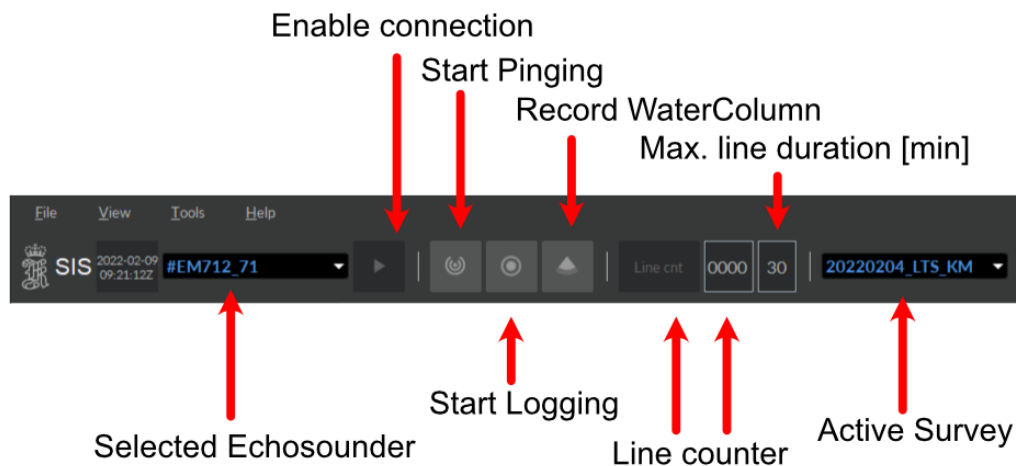 Enable connection
Start Pinging
Record WaterColumn
Max. line duration [min]
File View Tools Help
SIS 2022-02-09 09:21:12Z #EM712_71 Line cnt 0000 30 20220204_LTS_KM
Start Logging
Active Survey
Selected Echosounder
Line counter